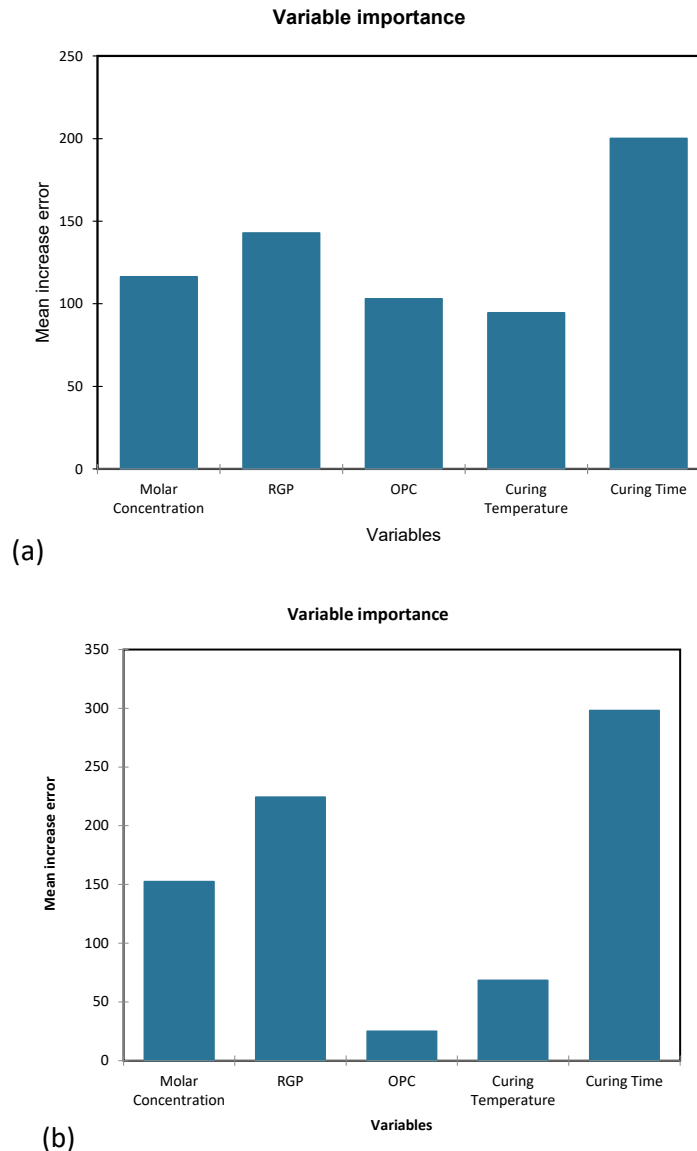 Variable importance
250
200
150
100
50
0
Mean increase error
Molar
Concentration
RGP
OPC
Curing
Temperature
Curing Time
Variables
(a)
Variable importance
350
300
250
200
150
100
50
0
Mean increase error
Molar
Concentration
RGP
OPC
Curing
Temperature
Curing Time
Variables
(b)